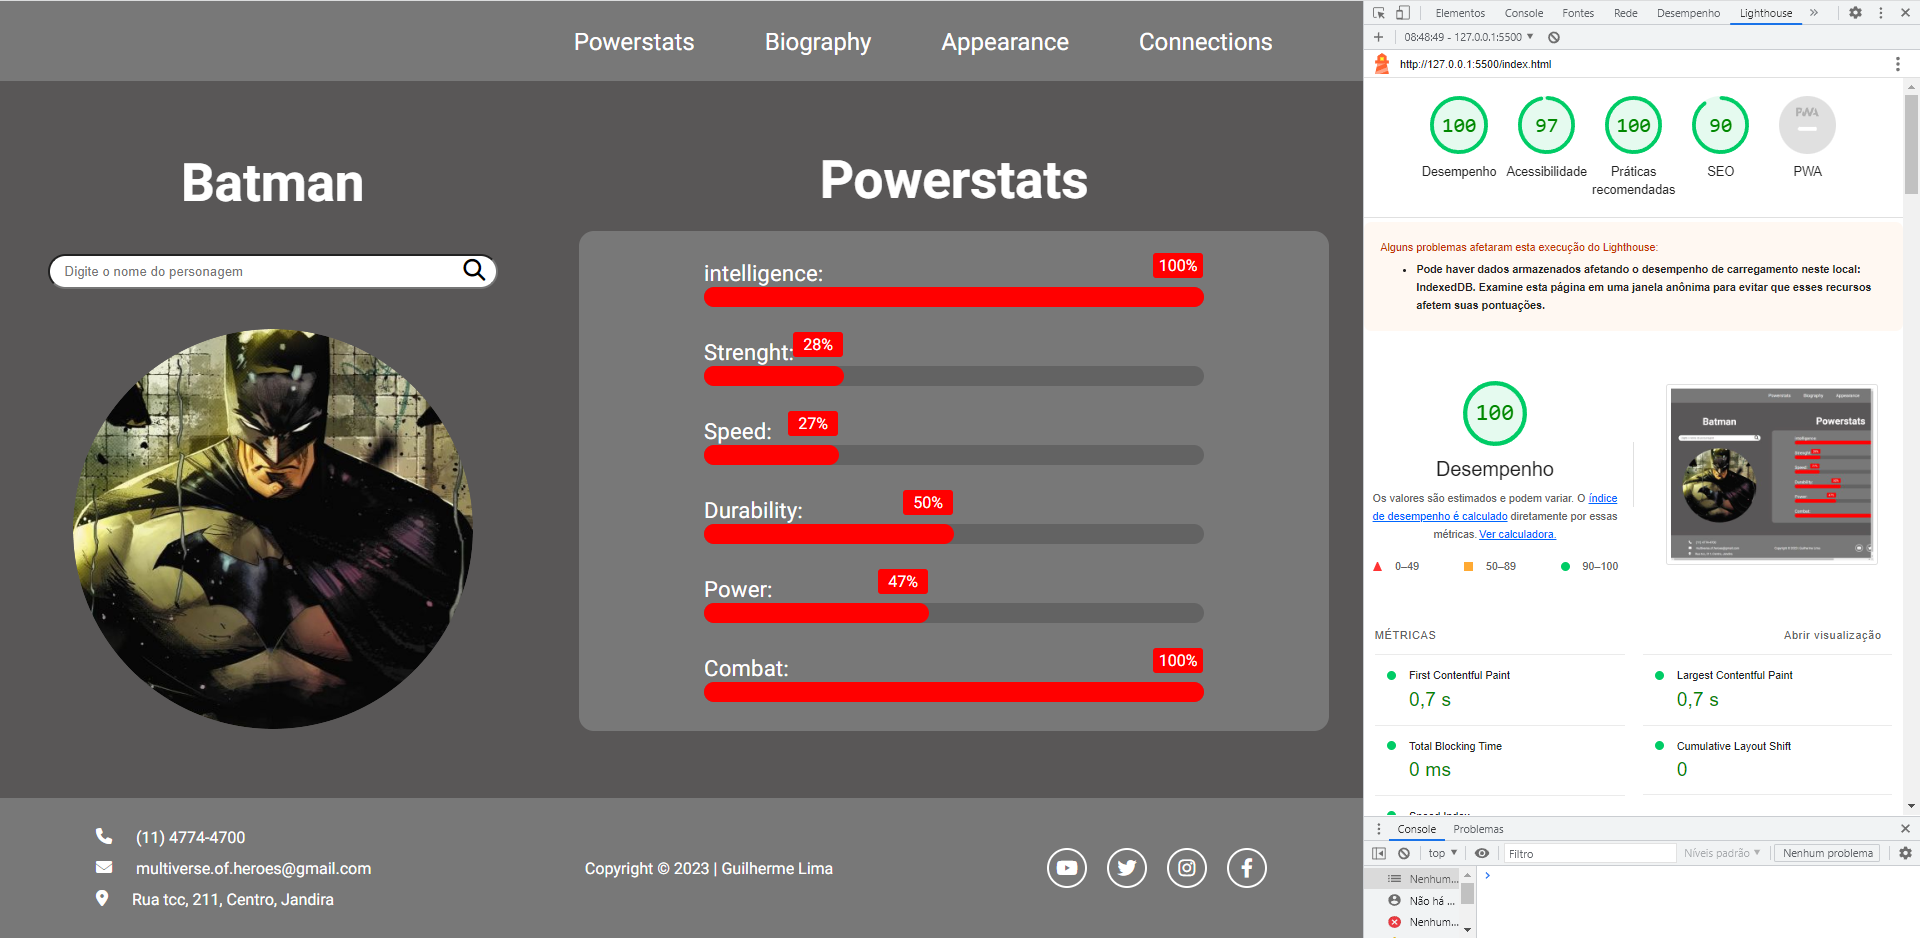 Powerstats Biography Appearance Connections
Batman
Digite o nome do personagem
Powerstats
intelligence: 100%
Strenght: 28%
Speed: 27%
Durability: 50%
Power: 47%
Combat: 100%
(11) 4774-4700
multiverse.of.heroes@gmail.com
Rua tcc, 211, Centro, Jandira
Copyright © 2023 | Guilherme Lima
Elementos Console Fontes Rede Desempenho Lighthouse »
+ 08:48:49 - 127.0.0.1:5500 ▼
http://127.0.0.1:5500/index.html
100 97 100 90 PWA
Desempenho Acessibilidade Práticas recomendadas SEO PWA
Alguns problemas afetaram esta execução do Lighthouse:
• Pode haver dados armazenados afetando o desempenho de carregamento neste local:
IndexedDB. Examine esta página em uma janela anônima para evitar que esses recursos
afetem suas pontuações.
100
Desempenho
Os valores são estimados e podem variar. O índice
de desempenho é calculado diretamente por essas
métricas. Ver calculadora.
0–49 50–89 90–100
Powerstats Biography Appearance
Batman
Powerstats
MÉTRICAS Abrir visualização
First Contentful Paint
0,7 s
Largest Contentful Paint
0,7 s
Total Blocking Time
0 ms
Cumulative Layout Shift
0
Speed Index
Console Problemas
top ▼ Filtro Níveis padrão ▼ Nenhum problema
Nenhum...
Não há ...
Nenhum...